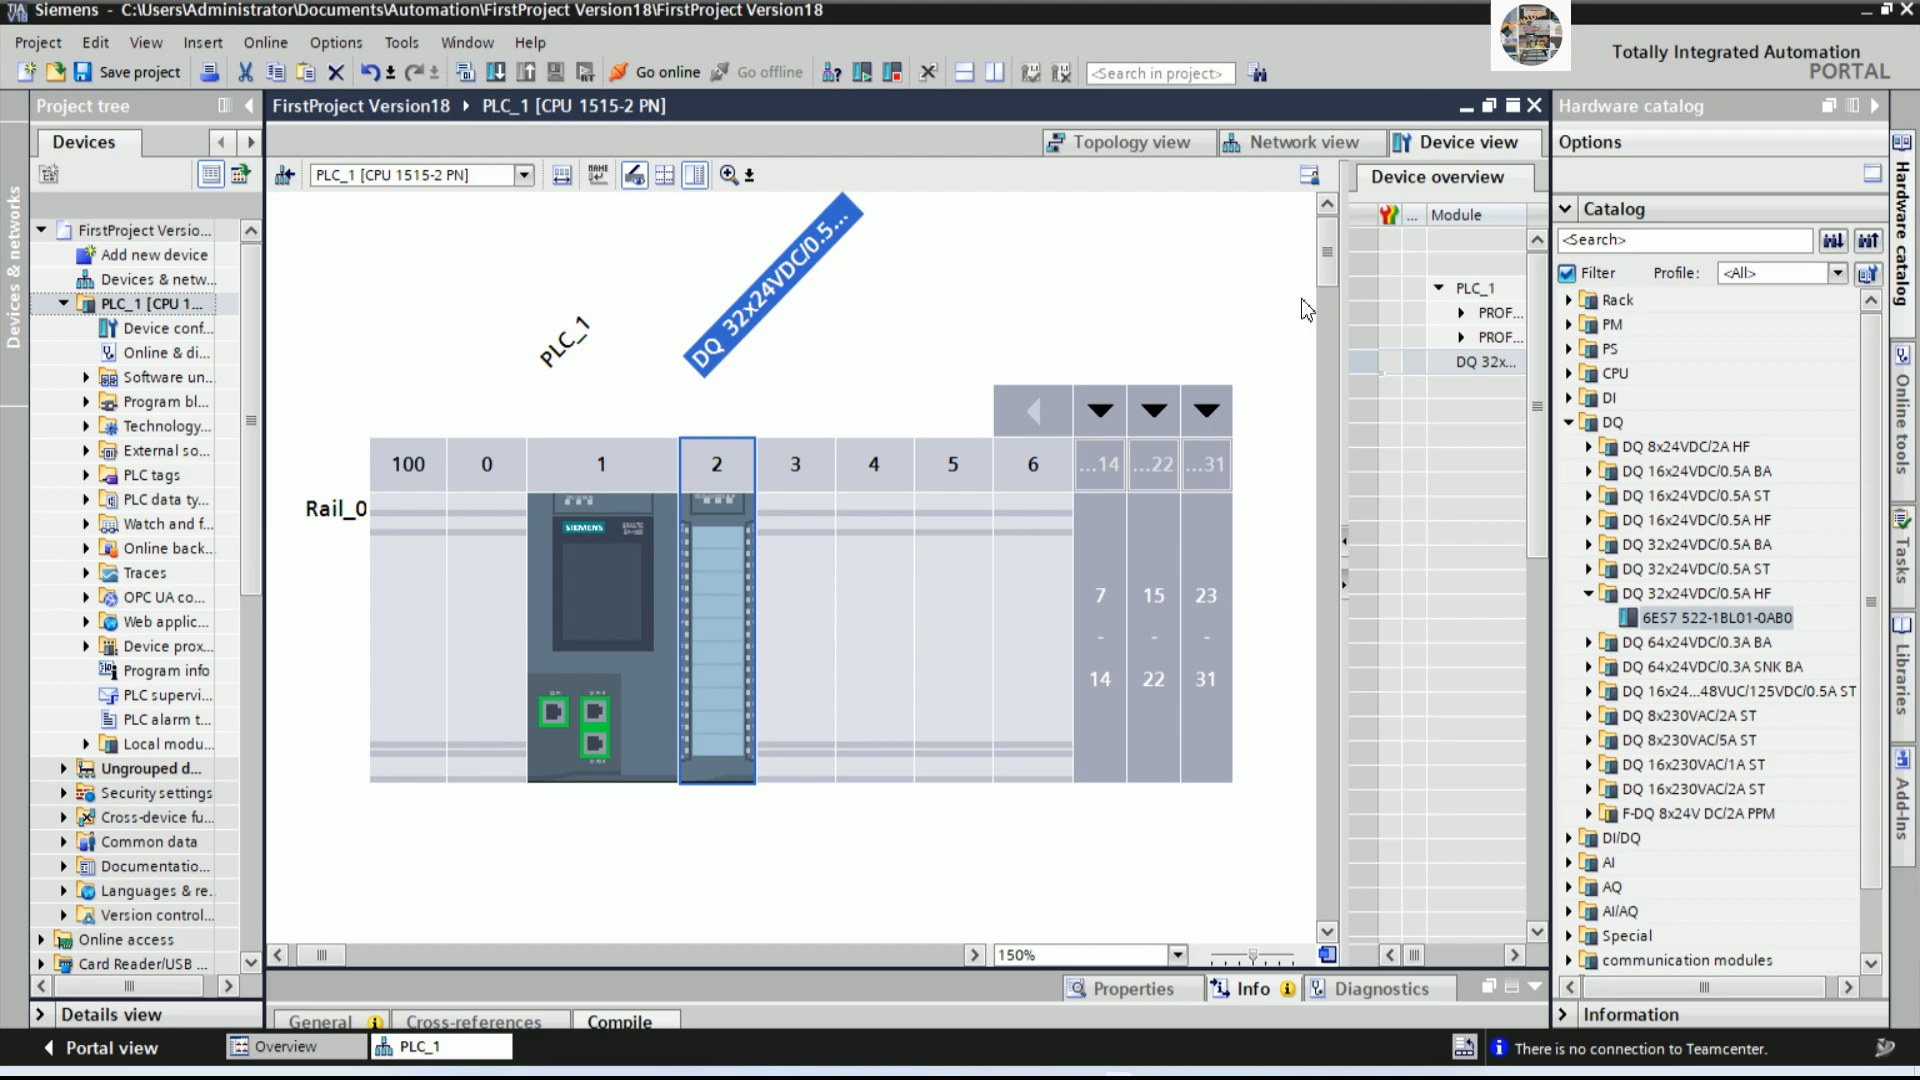 Siemens - C:\Users\Administrator\Documents\Automation\FirstProject Version18\FirstProject Version18
Project Edit View Insert Online Options Tools Window Help
Totally Integrated Automation
PORTAL
Save project
Go online
Go offline
<Search in project>
Project tree
FirstProject Version18 PLC_1 [CPU 1515-2 PN]
Hardware catalog
Devices
Topology view
Network view
Device view
Options
PLC_1 [CPU 1515-2 PN]
Device overview
... Module
Devices & networks
FirstProject Versio...
Add new device
Devices & netw...
PLC_1 [CPU 1...
Device conf...
Online & di...
Software un...
Program bl...
Technology...
External so...
PLC tags
PLC data ty...
Watch and f...
Online back...
Traces
OPC UA co...
Web applic...
Device prox...
Program info
PLC supervi...
PLC alarm t...
Local modu...
Ungrouped d...
Security settings
Cross-device fu...
Common data
Documentatio...
Languages & re..
Version control...
Online access
Card Reader/USB ...
Details view
PLC_1
DQ 32x24VDC/0.5...
100 0 1 2 3 4 5 6 ...14 ...22 ...31
Rail_0
SIEMENS
7 15 23
- - -
14 22 31
150%
PLC_1
PROF...
PROF...
DQ 32x...
Catalog
<Search>
Filter Profile: <All>
Rack
PM
PS
CPU
DI
DQ
DQ 8x24VDC/2A HF
DQ 16x24VDC/0.5A BA
DQ 16x24VDC/0.5A ST
DQ 16x24VDC/0.5A HF
DQ 32x24VDC/0.5A BA
DQ 32x24VDC/0.5A ST
DQ 32x24VDC/0.5A HF
6ES7 522-1BL01-0AB0
DQ 64x24VDC/0.3A BA
DQ 64x24VDC/0.3A SNK BA
DQ 16x24...48VUC/125VDC/0.5A ST
DQ 8x230VAC/2A ST
DQ 8x230VAC/5A ST
DQ 16x230VAC/1A ST
DQ 16x230VAC/2A ST
F-DQ 8x24V DC/2A PPM
DI/DQ
AI
AQ
AI/AQ
Special
communication modules
Information
Hardware catalog
Online tools
Tasks
Libraries
Add-Ins
Properties
Info
Diagnostics
General
Cross-references
Compile
Portal view
Overview
PLC_1
There is no connection to Teamcenter.